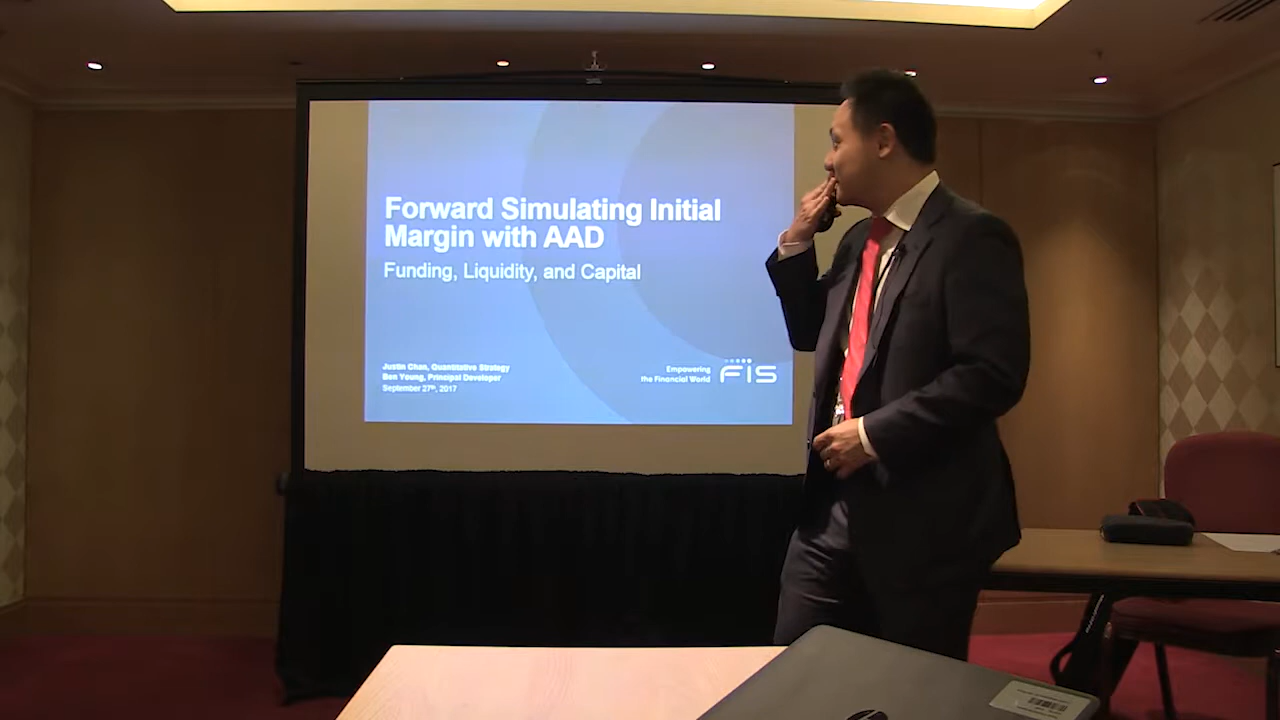 Forward Simulating Initial
Margin with AAD
Funding, Liquidity, and Capital
Justin Chan, Quantitative Strategy
Ben Young, Principal Developer
September 27th, 2017
Empowering
the Financial World
FIS